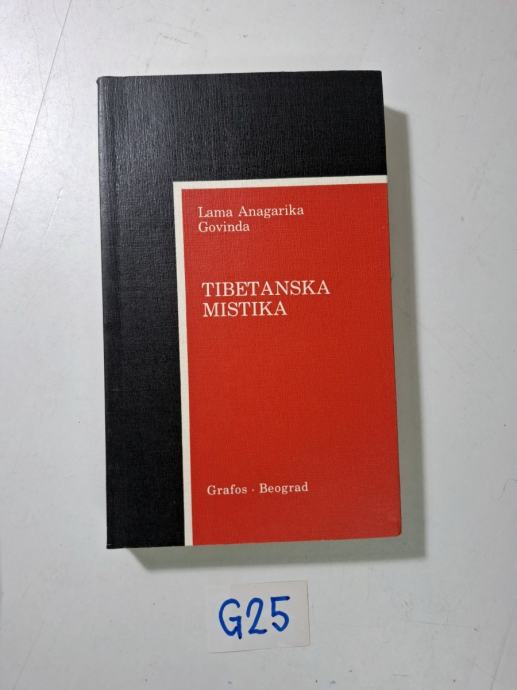 Lama Anagarika
Govinda
TIBETANSKA
MISTIKA
Grafos · Beograd
G25